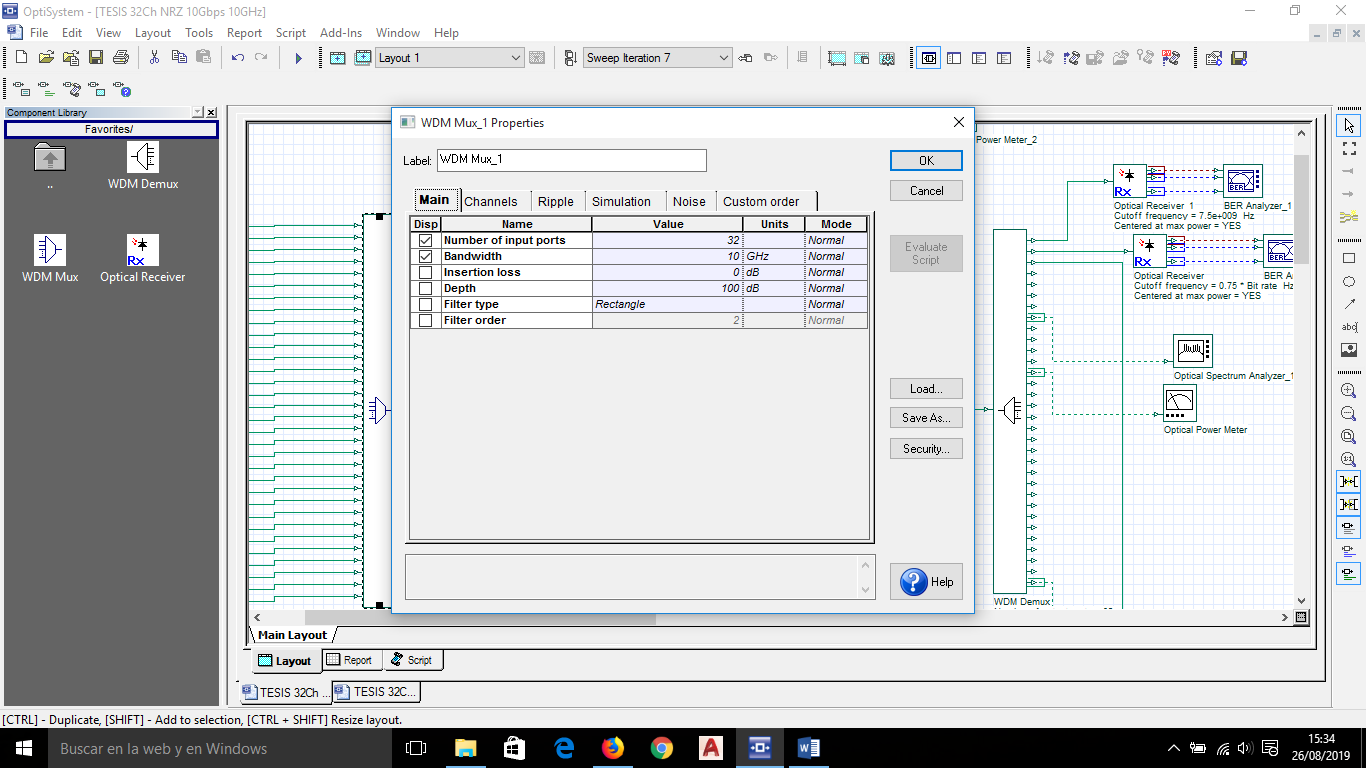 OptiSystem - [TESIS 32Ch NRZ 10Gbps 10GHz]
File Edit View Layout Tools Report Script Add-Ins Window Help
Layout 1
Sweep Iteration 7
Component Library
Favorites/
..
WDM Demux
WDM Mux
Optical Receiver
WDM Mux_1 Properties
Label: WDM Mux_1
OK
Cancel
Evaluate
Script
Load...
Save As...
Security...
Help
Main Channels Ripple Simulation Noise Custom order
Disp Name Value Units Mode
Number of input ports 32 Normal
Bandwidth 10 GHz Normal
Insertion loss 0 dB Normal
Depth 100 dB Normal
Filter type Rectangle Normal
Filter order 2 Normal
Power Meter_2
Rx
BER
Optical Receiver_1
BER Analyzer_1
Cutoff frequency = 7.5e+009 Hz
Centered at max power = YES
Rx
BER
Optical Receiver
BER A
Cutoff frequency = 0.75 * Bit rate Hz
Centered at max power = YES
Optical Spectrum Analyzer_1
Optical Power Meter
WDM Demux
abc
1:1
Main Layout
Layout Report Script
TESIS 32Ch ... TESIS 32C...
[CTRL] - Duplicate, [SHIFT] - Add to selection, [CTRL + SHIFT] Resize layout.
Buscar en la web y en Windows
15:34
26/08/2019